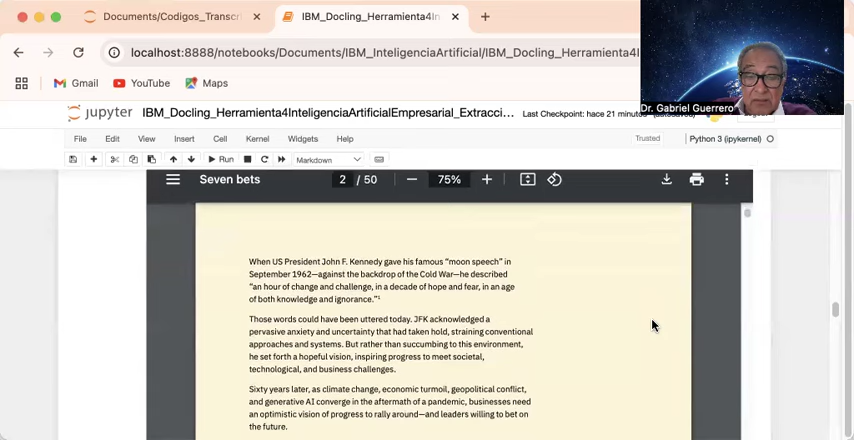 Documents/Codigos_Transcri
IBM_Docling_Herramienta4In
localhost:8888/notebooks/Documents/IBM_InteligenciaArtificial/IBM_Docling_Herramienta4I
Gmail
YouTube
Maps
Dr. Gabriel Guerrero
jupyter
IBM_Docling_Herramienta4InteligenciaArtificialEmpresarial_Extracci...
Last Checkpoint: hace 21 minutos
File
Edit
View
Insert
Cell
Kernel
Widgets
Help
Trusted
Python 3 (ipykernel)
Run
Markdown
Seven bets
2 / 50
75%
When US President John F. Kennedy gave his famous “moon speech” in
September 1962—against the backdrop of the Cold War—he described
“an hour of change and challenge, in a decade of hope and fear, in an age
of both knowledge and ignorance.”¹
Those words could have been uttered today. JFK acknowledged a
pervasive anxiety and uncertainty that had taken hold, straining conventional
approaches and systems. But rather than succumbing to this environment,
he set forth a hopeful vision, inspiring progress to meet societal,
technological, and business challenges.
Sixty years later, as climate change, economic turmoil, geopolitical conflict,
and generative AI converge in the aftermath of a pandemic, businesses need
an optimistic vision of progress to rally around—and leaders willing to bet on
the future.